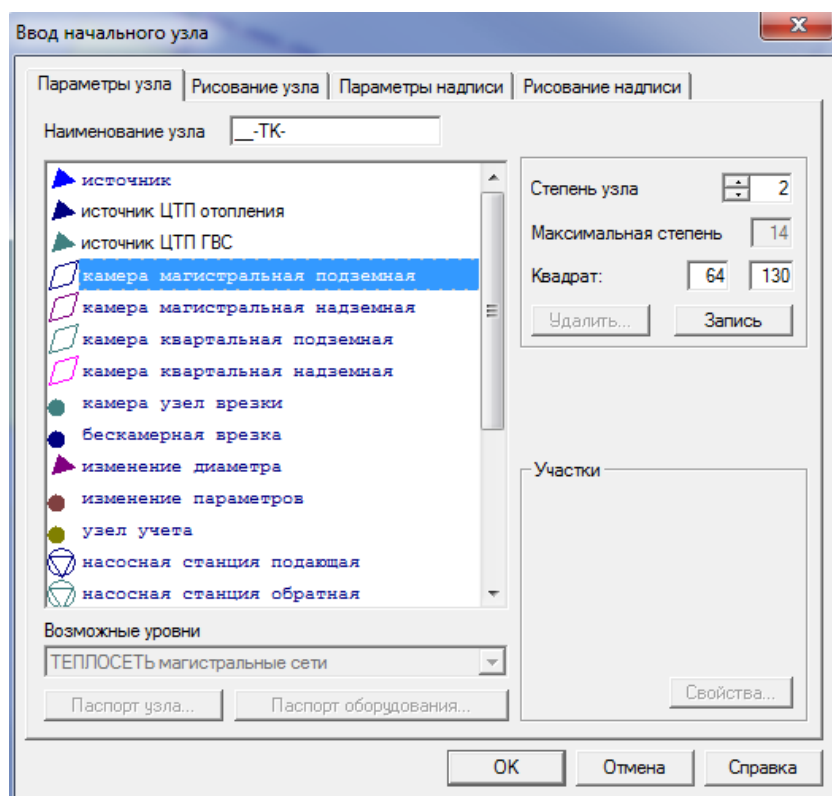 Ввод начального узла
Параметры узла Рисование узла Параметры надписи Рисование надписи
Наименование узла __-ТК-
источник
источник ЦТП отопления
источник ЦТП ГВС
камера магистральная подземная
камера магистральная надземная
камера квартальная подземная
камера квартальная надземная
камера узел врезки
бескамерная врезка
изменение диаметра
изменение параметров
узел учета
насосная станция подающая
насосная станция обратная
Степень узла 2
Максимальная степень 14
Квадрат: 64 130
Удалить... Запись
Участки
Свойства...
Возможные уровни
ТЕПЛОСЕТЬ магистральные сети
Паспорт узла... Паспорт оборудования...
OK Отмена Справка